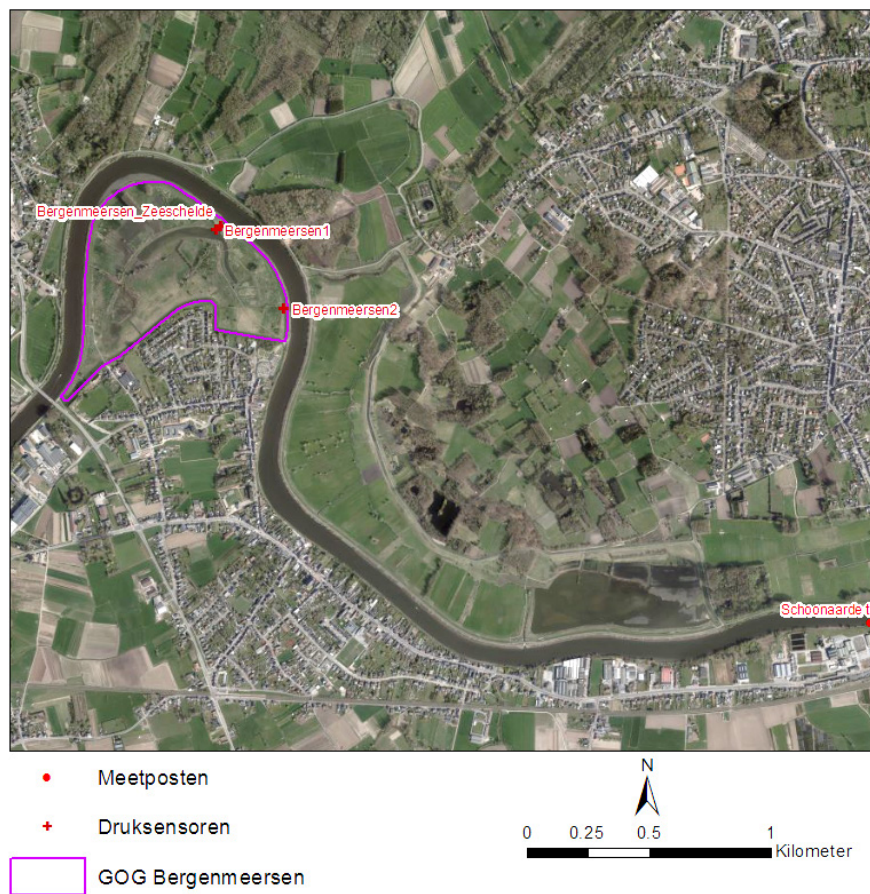 Bergenmeersen_Zeeschelde
Bergenmeersen1
Bergenmeersen2
Schoonaarde t
Meetposten
Druksensoren
GOG Bergenmeersen
N
0 0.25 0.5 1
Kilometer